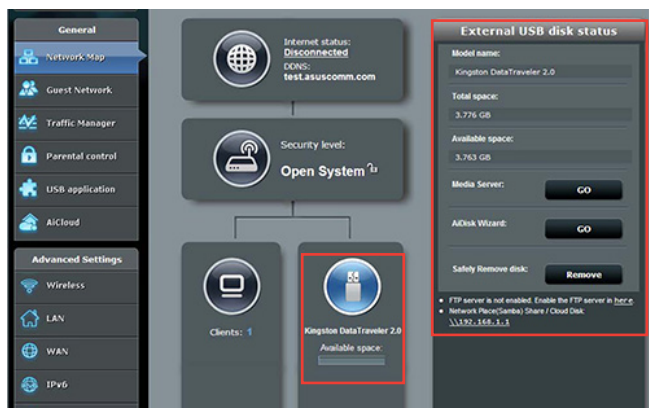 General
Network Map
Guest Network
Traffic Manager
Parental control
USB application
AiCloud
Advanced Settings
Wireless
LAN
WAN
IPv6
Internet status:
Disconnected
DDNS:
test.asuscomm.com
Security level:
Open System
Clients: 1
Kingston DataTraveler 2.0
Available space:
External USB disk status
Model name:
Kingston DataTraveler 2.0
Total space:
3.776 GB
Available space:
3.763 GB
Media Server: GO
AiDisk Wizard: GO
Safely Remove disk: Remove
FTP server is not enabled. Enable the FTP server in here.
Network Place(Samba) Share / Cloud Disk:
\\192.168.1.1